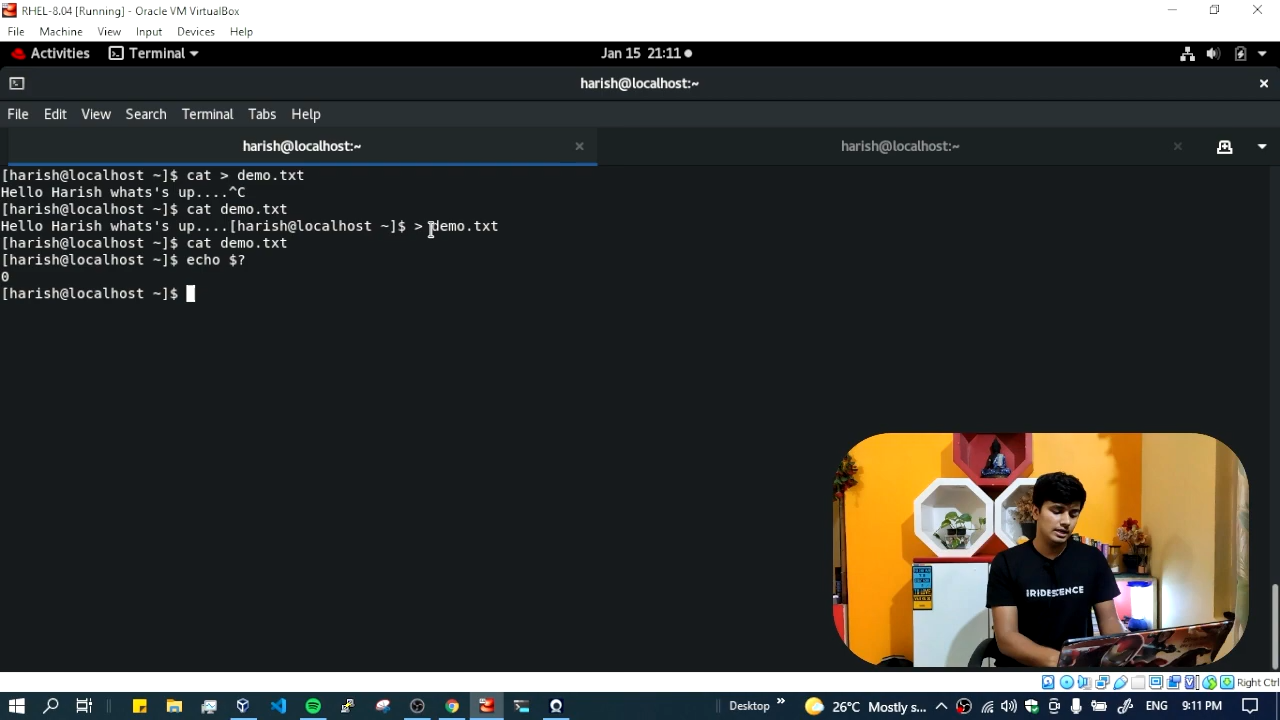 RHEL-8.04 [Running] - Oracle VM VirtualBox
File Machine View Input Devices Help
Activities Terminal Jan 15 21:11
harish@localhost:~
File Edit View Search Terminal Tabs Help
harish@localhost:~ harish@localhost:~
[harish@localhost ~]$ cat > demo.txt
Hello Harish whats's up....^C
[harish@localhost ~]$ cat demo.txt
Hello Harish whats's up....[harish@localhost ~]$ > demo.txt
[harish@localhost ~]$ cat demo.txt
[harish@localhost ~]$ echo $?
0
[harish@localhost ~]$
IRIDESCENCE
Right Ctrl
Desktop 26°C Mostly s... ENG 9:11 PM